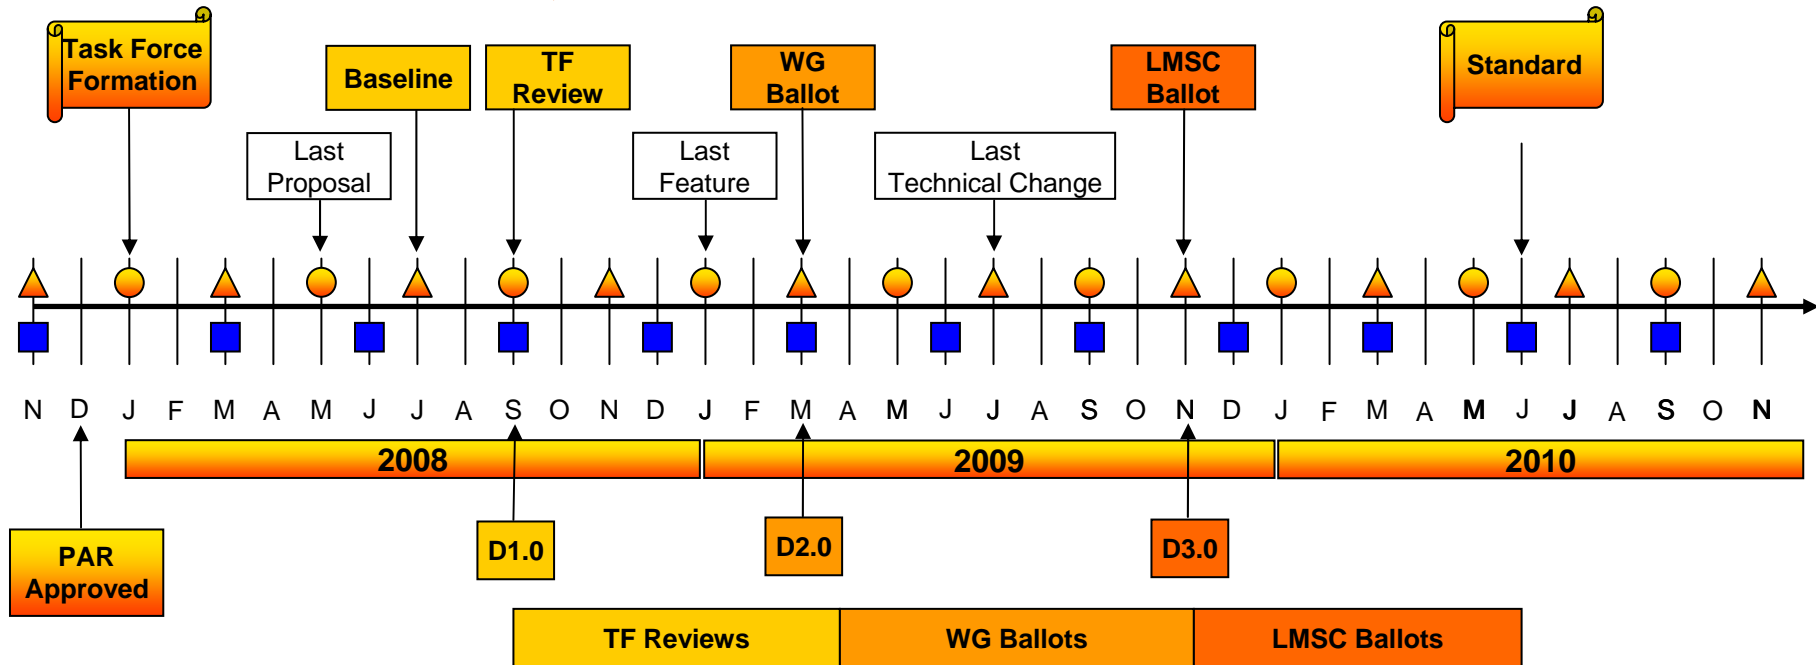 Task Force
Formation
Baseline
TF
Review
WG
Ballot
LMSC
Ballot
Standard
Last
Proposal
Last
Feature
Last
Technical Change
N D J F M A M J J A S O N D J F M A M J J A S O N D J F M A M J J A S O N
2008 2009 2010
PAR
Approved
D1.0
D2.0
D3.0
TF Reviews WG Ballots LMSC Ballots